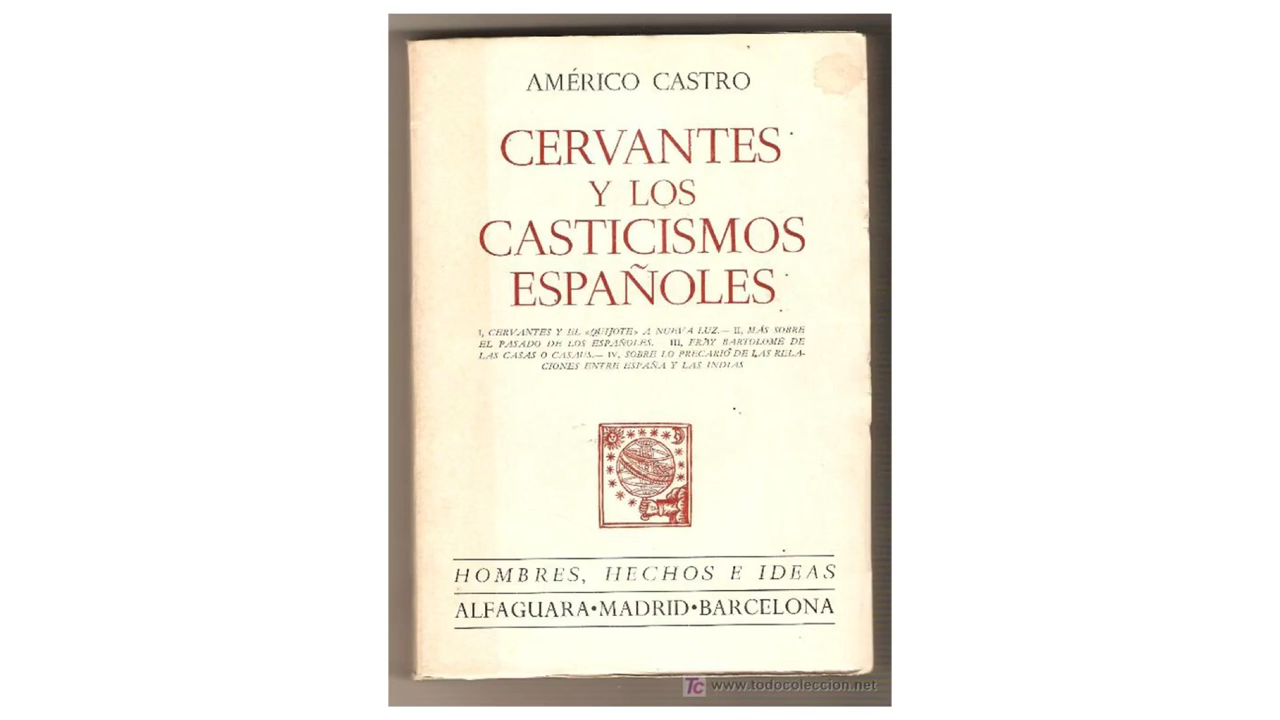 AMÉRICO CASTRO
CERVANTES
Y LOS
CASTICISMOS
ESPAÑOLES
I, CERVANTES Y EL «QUIJOTE» A NUEVA LUZ.— II, MÁS SOBRE
EL PASADO DE LOS ESPAÑOLES. — III, FRAY BARTOLOMÉ DE
LAS CASAS O CASAUS.— IV, SOBRE LO PRECARIO DE LAS RELA-
CIONES ENTRE ESPAÑA Y LAS INDIAS
HOMBRES, HECHOS E IDEAS
ALFAGUARA•MADRID•BARCELONA
TC www.todocoleccion.net